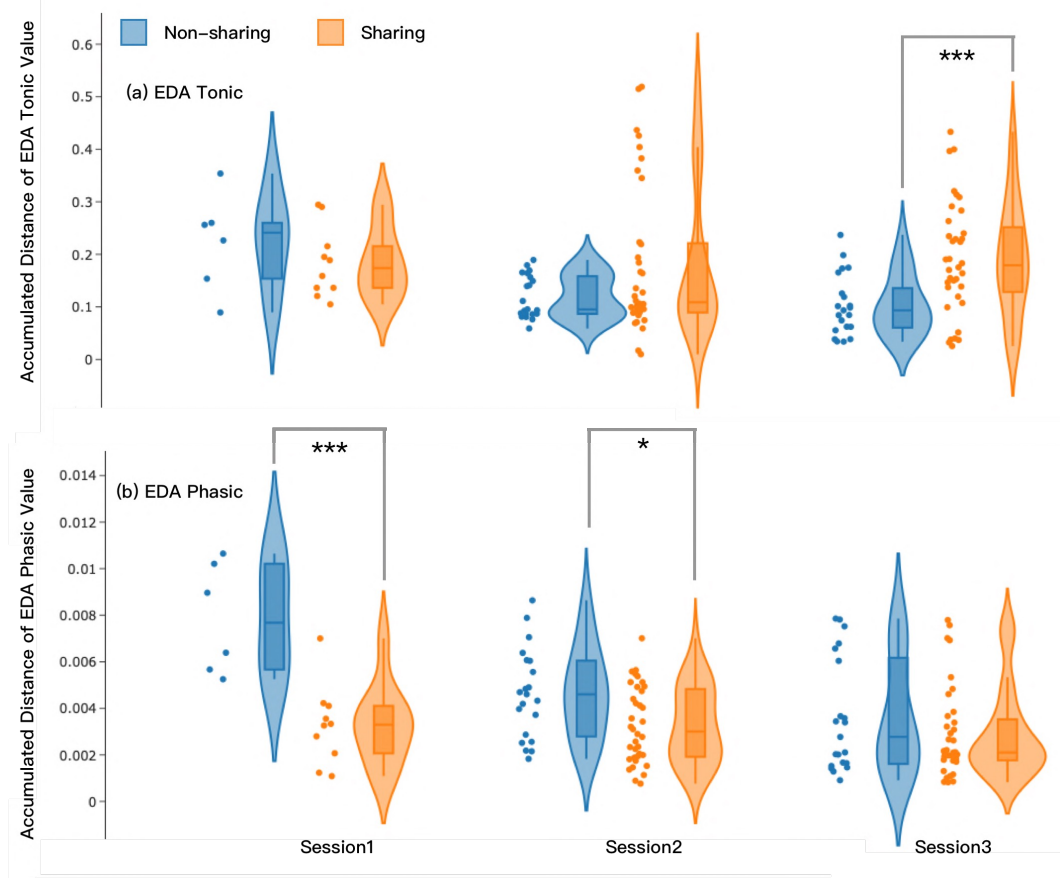 Non-sharing
Sharing
Accumulated Distance of EDA Tonic Value
(a) EDA Tonic
0.6
0.5
0.4
0.3
0.2
0.1
0
***
Accumulated Distance of EDA Phasic Value
(b) EDA Phasic
0.014
0.012
0.01
0.008
0.006
0.004
0.002
0
***
*
Session1
Session2
Session3